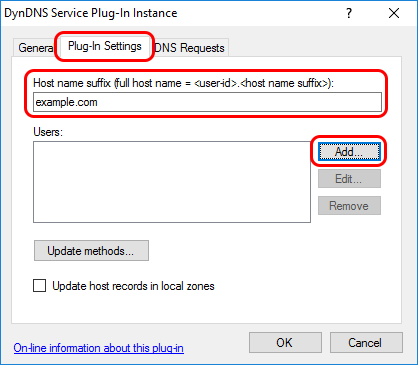 DynDNS Service Plug-In Instance
General
Plug-In Settings
DNS Requests
Host name suffix (full host name = <user-id>.<host name suffix>):
example.com
Users:
Add...
Edit...
Remove
Update methods...
Update host records in local zones
On-line information about this plug-in
OK
Cancel